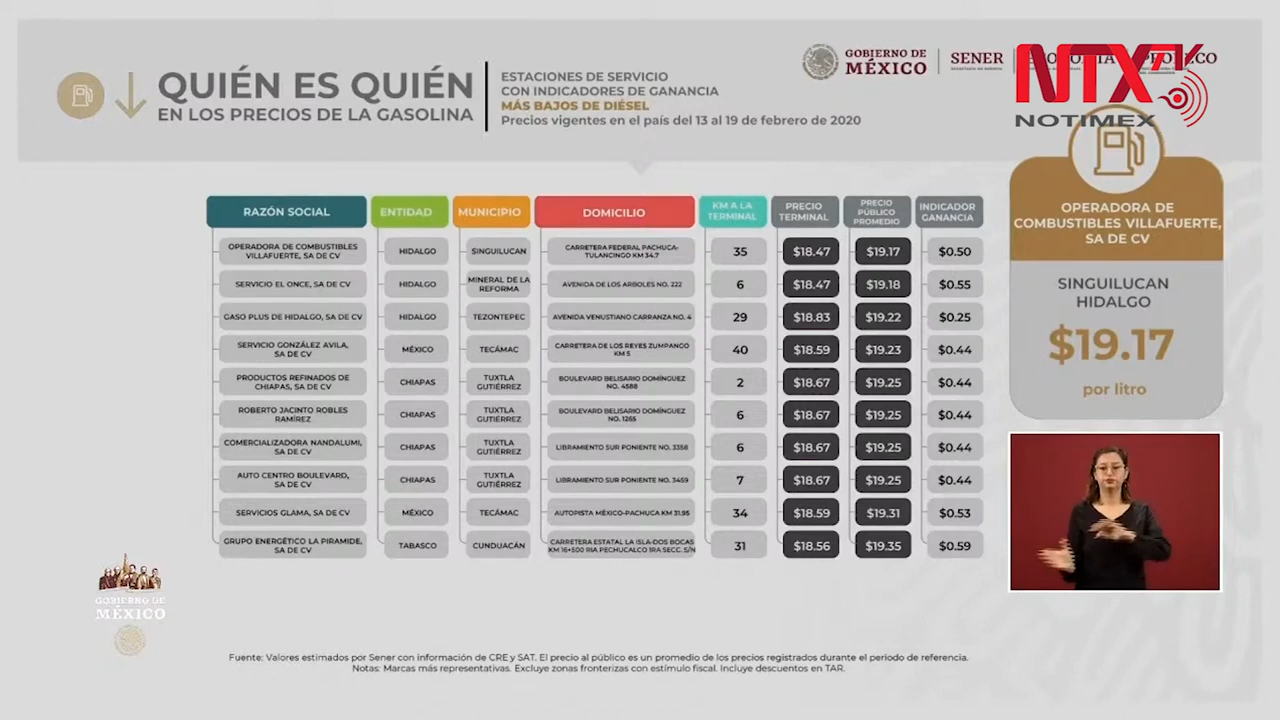 QUIÉN ES QUIÉN
EN LOS PRECIOS DE LA GASOLINA
ESTACIONES DE SERVICIO
CON INDICADORES DE GANANCIA
MÁS BAJOS DE DIÉSEL
Precios vigentes en el país del 13 al 19 de febrero de 2020
GOBIERNO DE
MÉXICO
SENER
NTX
NOTIMEX
RAZÓN SOCIAL ENTIDAD MUNICIPIO DOMICILIO KM A LA TERMINAL PRECIO TERMINAL PRECIO PÚBLICO PROMEDIO INDICADOR GANANCIA
OPERADORA DE COMBUSTIBLES VILLAFUERTE, SA DE CV HIDALGO SINGUILUCAN CARRETERA FEDERAL PACHUCA-TULANCINGO KM 34.7 35 $18.47 $19.17 $0.50
SERVICIO EL ONCE, SA DE CV HIDALGO MINERAL DE LA REFORMA AVENIDA DE LOS ARBOLES NO. 222 6 $18.47 $19.18 $0.55
GASO PLUS DE HIDALGO, SA DE CV HIDALGO TEZONTEPEC AVENIDA VENUSTIANO CARRANZA NO. 4 29 $18.83 $19.22 $0.25
SERVICIO GONZÁLEZ AVILA, SA DE CV MÉXICO TECÁMAC CARRETERA DE LOS REYES ZUMPANGO KM 5 40 $18.59 $19.23 $0.44
PRODUCTOS REFINADOS DE CHIAPAS, SA DE CV CHIAPAS TUXTLA GUTIÉRREZ BOULEVARD BELISARIO DOMÍNGUEZ NO. 4588 2 $18.67 $19.25 $0.44
ROBERTO JACINTO ROBLES RAMÍREZ CHIAPAS TUXTLA GUTIÉRREZ BOULEVARD BELISARIO DOMÍNGUEZ NO. 1265 6 $18.67 $19.25 $0.44
COMERCIALIZADORA NANDALUMI, SA DE CV CHIAPAS TUXTLA GUTIÉRREZ LIBRAMIENTO SUR PONIENTE NO. 3358 6 $18.67 $19.25 $0.44
AUTO CENTRO BOULEVARD, SA DE CV CHIAPAS TUXTLA GUTIÉRREZ LIBRAMIENTO SUR PONIENTE NO. 3459 7 $18.67 $19.25 $0.44
SERVICIOS GLAMA, SA DE CV MÉXICO TECÁMAC AUTOPISTA MÉXICO-PACHUCA KM 31.95 34 $18.59 $19.31 $0.53
GRUPO ENERGÉTICO LA PIRAMIDE, SA DE CV TABASCO CUNDUACÁN CARRETERA ESTATAL LA ISLA-DOS BOCAS KM 16+500 RIA PECHUCALCO 1RA SECC. S/N 31 $18.56 $19.35 $0.59
OPERADORA DE
COMBUSTIBLES VILLAFUERTE,
SA DE CV
SINGUILUCAN
HIDALGO
$19.17
por litro
GOBIERNO DE
MÉXICO
Fuente: Valores estimados por Sener con información de CRE y SAT. El precio al público es un promedio de los precios registrados durante el periodo de referencia.
Notas: Marcas más representativas. Excluye zonas fronterizas con estímulo fiscal. Incluye descuentos en TAR.